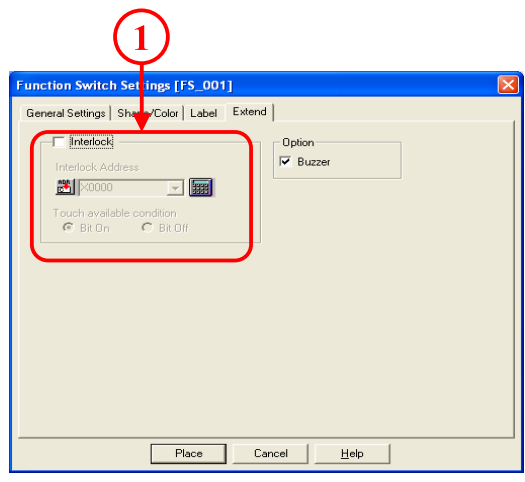 1
Function Switch Settings [FS_001]
General Settings Shape/Color Label Extend
Interlock
Option
Buzzer
Interlock Address
X0000
Touch available condition
Bit On Bit Off
Place Cancel Help